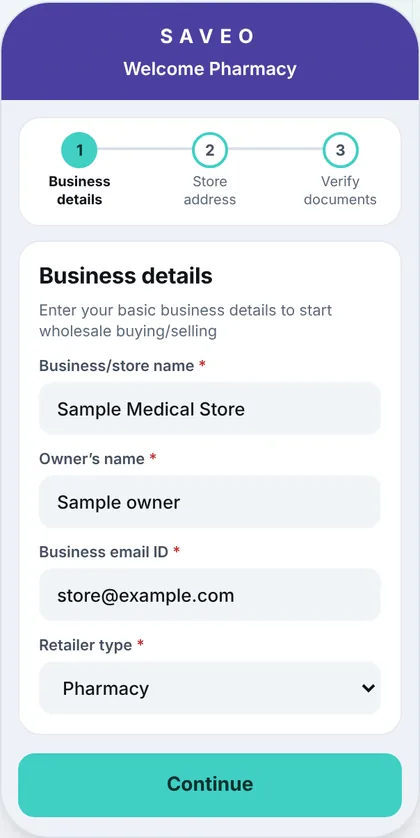 SAVEO
Welcome Pharmacy
1
2
3
Business
details
Store
address
Verify
documents
Business details
Enter your basic business details to start
wholesale buying/selling
Business/store name *
Sample Medical Store
Owner’s name *
Sample owner
Business email ID *
store@example.com
Retailer type *
Pharmacy
Continue